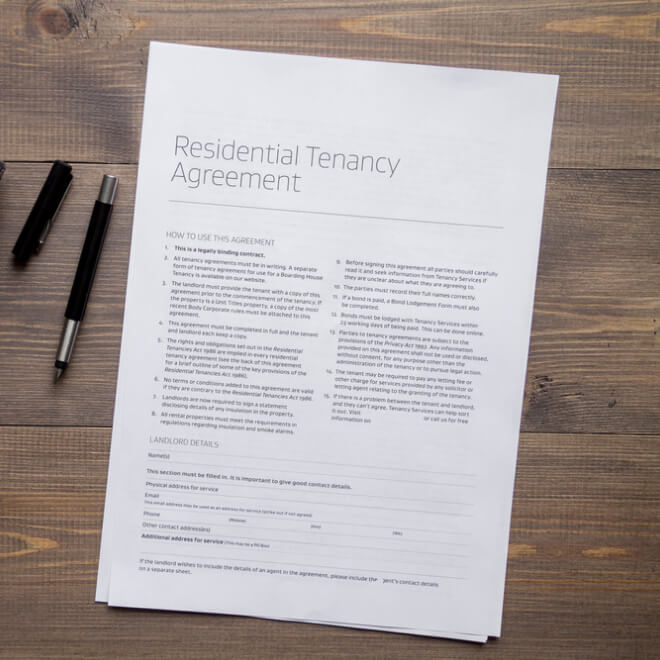 Residential Tenancy
Agreement
HOW TO USE THIS AGREEMENT
1. This is a legally binding contract.
2. All tenancy agreements must be in writing. A separate
form of tenancy agreement for use for a Boarding House
Tenancy is available on our website.
3. The landlord must provide the tenant with a copy of this
agreement prior to the commencement of the tenancy. If
the property is a Unit Titles property, a copy of the most
recent Body Corporate rules must be attached to this
agreement.
4. This agreement must be completed in full and the tenant
and landlord each keep a copy.
5. The rights and obligations set out in the Residential
Tenancies Act 1986 are implied in every residential
tenancy agreement (see the back of this agreement
for a brief outline of some of the key provisions of the
Residential Tenancies Act 1986).
6. No terms or conditions added to this agreement are valid
if they are contrary to the Residential Tenancies Act 1986.
7. Landlords are now required to sign a statement
disclosing details of any insulation in the property.
8. All rental properties must meet the requirements in
regulations regarding insulation and smoke alarms.
9. Before signing this agreement all parties should carefully
read it and seek information from Tenancy Services if
they are unclear about what they are agreeing to.
10. The parties must record their full names correctly.
11. If a bond is paid, a Bond Lodgement Form must also
be completed.
12. Bonds must be lodged with Tenancy Services within
23 working days of being paid. This can be done online.
13. Parties to tenancy agreements are subject to the
provisions of the Privacy Act 1993. Any information
provided on this agreement shall not be used or disclosed,
without consent, for any purpose other than the
administration of the tenancy or to pursue legal action.
14. The tenant may be required to pay any letting fee or
other charge for services provided by any solicitor or
letting agent relating to the granting of the tenancy.
15. If there is a problem between the tenant and landlord,
and they can't agree, Tenancy Services can help sort
it out. Visit
information on or call us for free
LANDLORD DETAILS
Name(s)
This section must be filled in. It is important to give good contact details.
Physical address for service
Email
This email address may be used as an address for service (strike out if not agreed)
Phone (Mobile) (Hm) (Wk)
Other contact address(es)
Additional address for service (This may be a PO Box)
If the landlord wishes to include the details of an agent in the agreement, please include the gent's contact details
on a separate sheet.